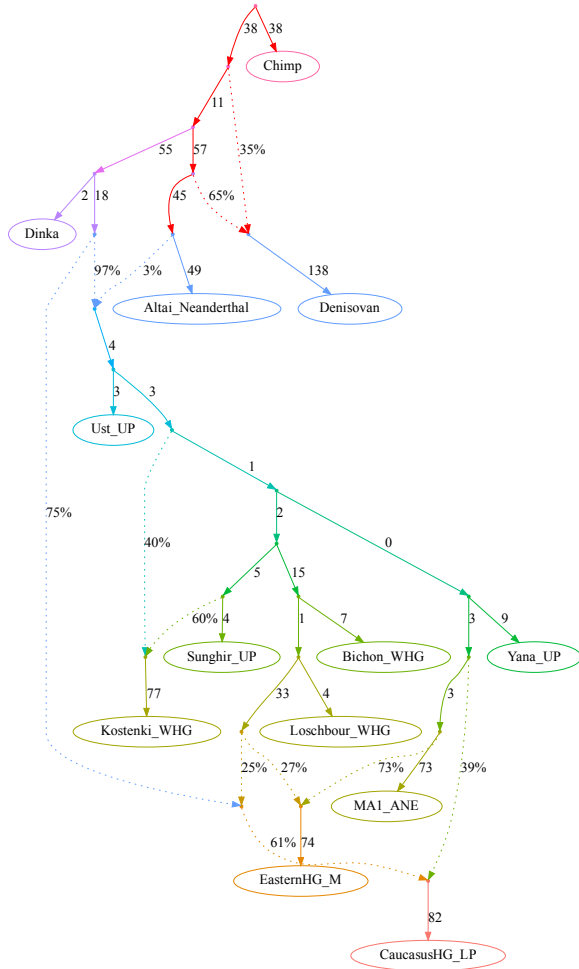 38 38
Chimp
11
55 57 35%
2 18 45 65%
Dinka
97% 3% 49 138
Altai_Neanderthal Denisovan
4
3 3
Ust_UP
1
75% 40% 2 0
5 15
60% 4 1 7 3 9
Sunghir_UP Bichon_WHG Yana_UP
77 33 4 3
Kostenki_WHG Loschbour_WHG
25% 27% 73% 73 39%
MA1_ANE
61% 74
EasternHG_M
82
CaucasusHG_LP